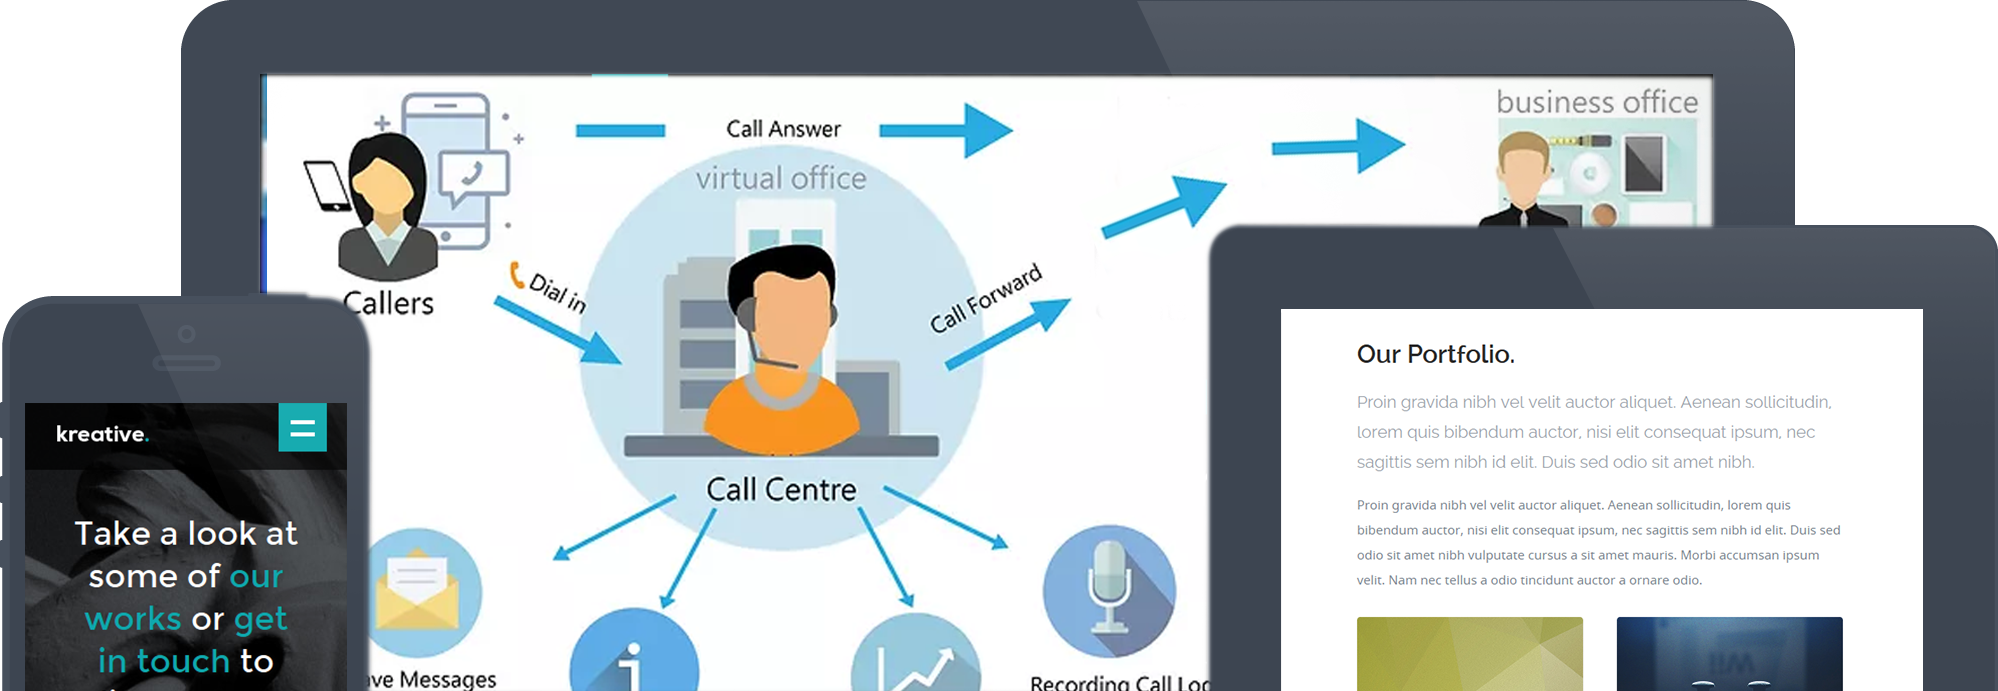 business office
Call Answer
virtual office
Dial in
Callers
Call Forward
Call Centre
Messages
Recording Call
kreative.
Take a look at
some of our
works or get
in touch to
Our Portfolio.
Proin gravida nibh vel velit auctor aliquet. Aenean sollicitudin,
lorem quis bibendum auctor, nisi elit consequat ipsum, nec
sagittis sem nibh id elit. Duis sed odio sit amet nibh.
Proin gravida nibh vel velit auctor aliquet. Aenean sollicitudin, lorem quis
bibendum auctor, nisi elit consequat ipsum, nec sagittis sem nibh id elit. Duis sed
odio sit amet nibh vulputate cursus a sit amet mauris. Morbi accumsan ipsum
velit. Nam nec tellus a odio tincidunt auctor a ornare odio.